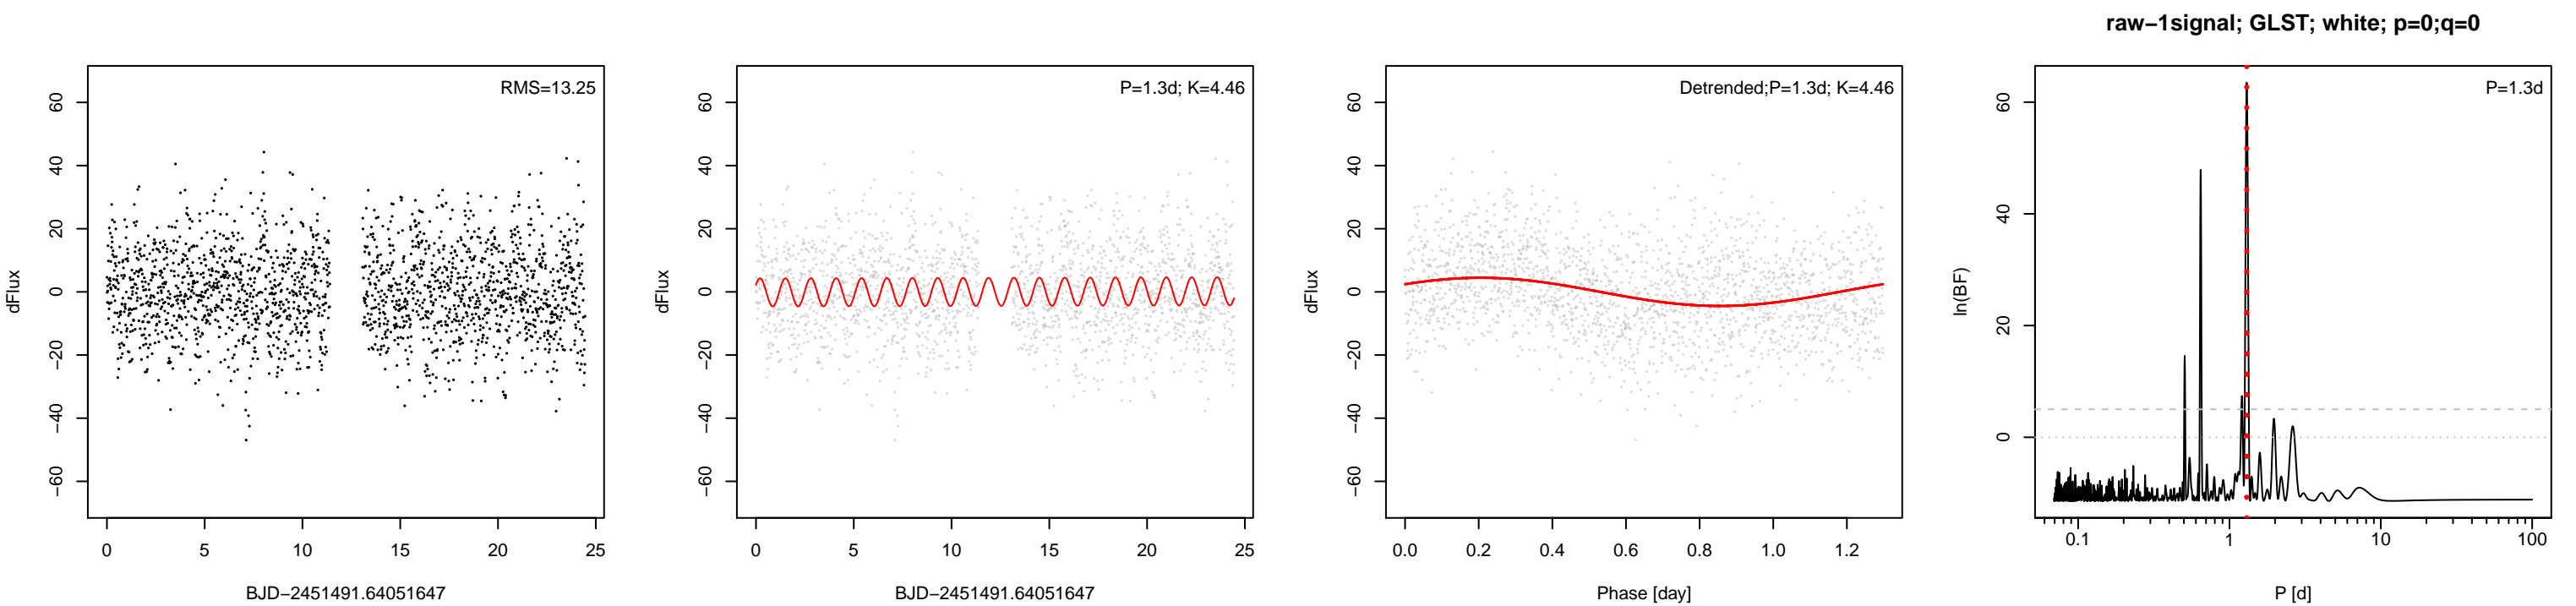 raw−1signal; GLST; white; p=0;q=0
RMS=13.25
dFlux
60
40
20
0
−20
−40
−60
0 5 10 15 20 25
BJD−2451491.64051647
P=1.3d; K=4.46
dFlux
60
40
20
0
−20
−40
−60
0 5 10 15 20 25
BJD−2451491.64051647
Detrended;P=1.3d; K=4.46
dFlux
60
40
20
0
−20
−40
−60
0.0 0.2 0.4 0.6 0.8 1.0 1.2
Phase [day]
P=1.3d
ln(BF)
60
40
20
0
0.1 1 10 100
P [d]